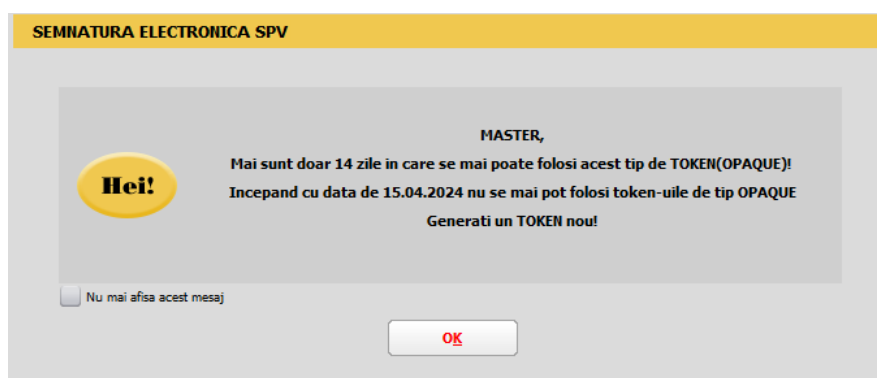 SEMNATURA ELECTRONICA SPV
MASTER,
Mai sunt doar 14 zile in care se mai poate folosi acest tip de TOKEN(OPAQUE)!
Hei!
Incepand cu data de 15.04.2024 nu se mai pot folosi token-uile de tip OPAQUE
Generati un TOKEN nou!
Nu mai afisa acest mesaj
OK